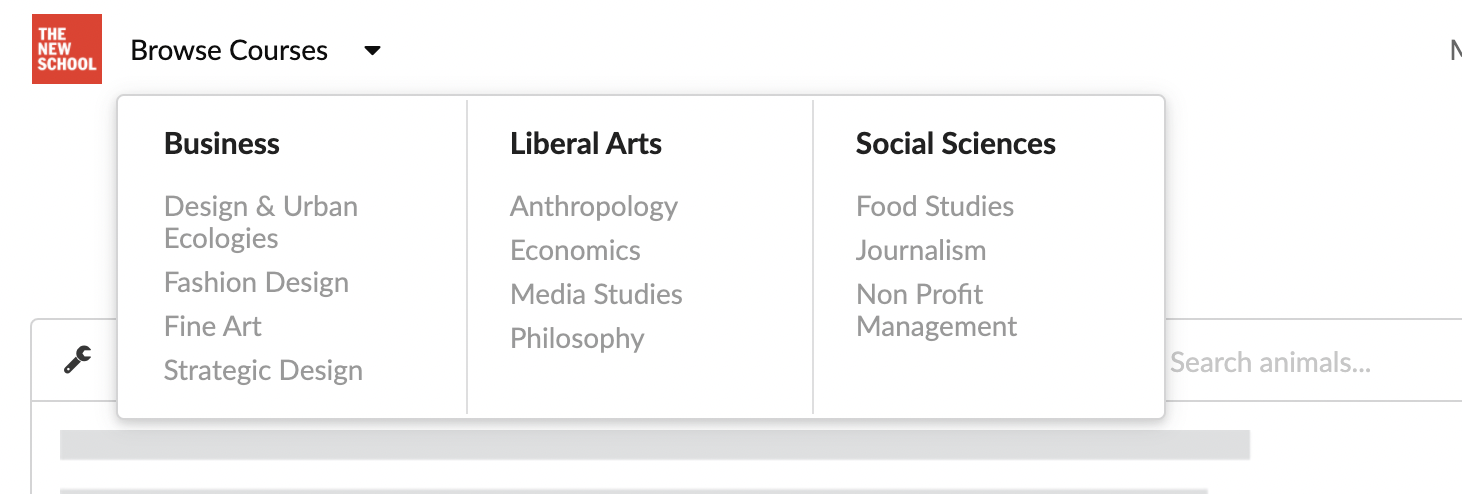 THE
NEW
SCHOOL
Browse Courses
Business
Design & Urban
Ecologies
Fashion Design
Fine Art
Strategic Design
Liberal Arts
Anthropology
Economics
Media Studies
Philosophy
Social Sciences
Food Studies
Journalism
Non Profit
Management
Search animals...